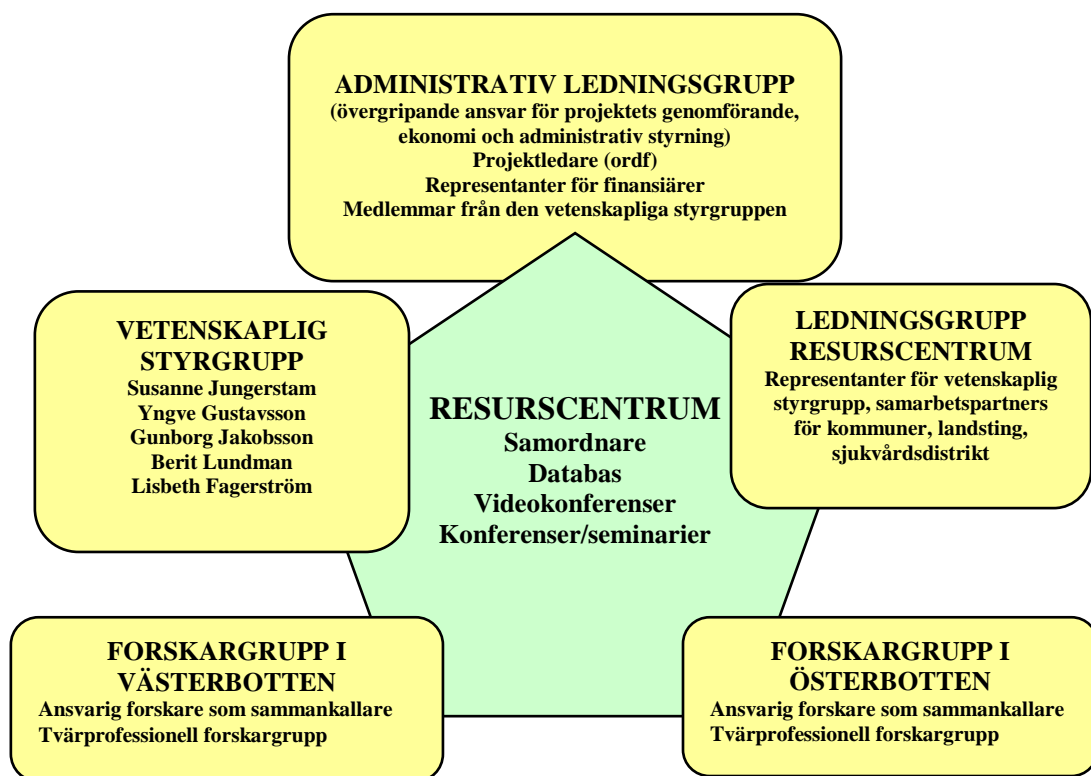 ADMINISTRATIV LEDNINGSGRUPP
(övergripande ansvar för projektets genomförande,
ekonomi och administrativ styrning)
Projektledare (ordf)
Representanter för finansiärer
Medlemmar från den vetenskapliga styrgruppen
VETENSKAPLIG
STYRGRUPP
Susanne Jungerstam
Yngve Gustavsson
Gunborg Jakobsson
Berit Lundman
Lisbeth Fagerström
RESURSCENTRUM
Samordnare
Databas
Videokonferenser
Konferenser/seminarier
LEDNINGSGRUPP
RESURSCENTRUM
Representanter för vetenskaplig
styrgrupp, samarbetspartners
för kommuner, landsting,
sjukvårdsdistrikt
FORSKARGRUPP I
VÄSTERBOTTEN
Ansvarig forskare som sammankallare
Tvärprofessionell forskargrupp
FORSKARGRUPP I
ÖSTERBOTTEN
Ansvarig forskare som sammankallare
Tvärprofessionell forskargrupp